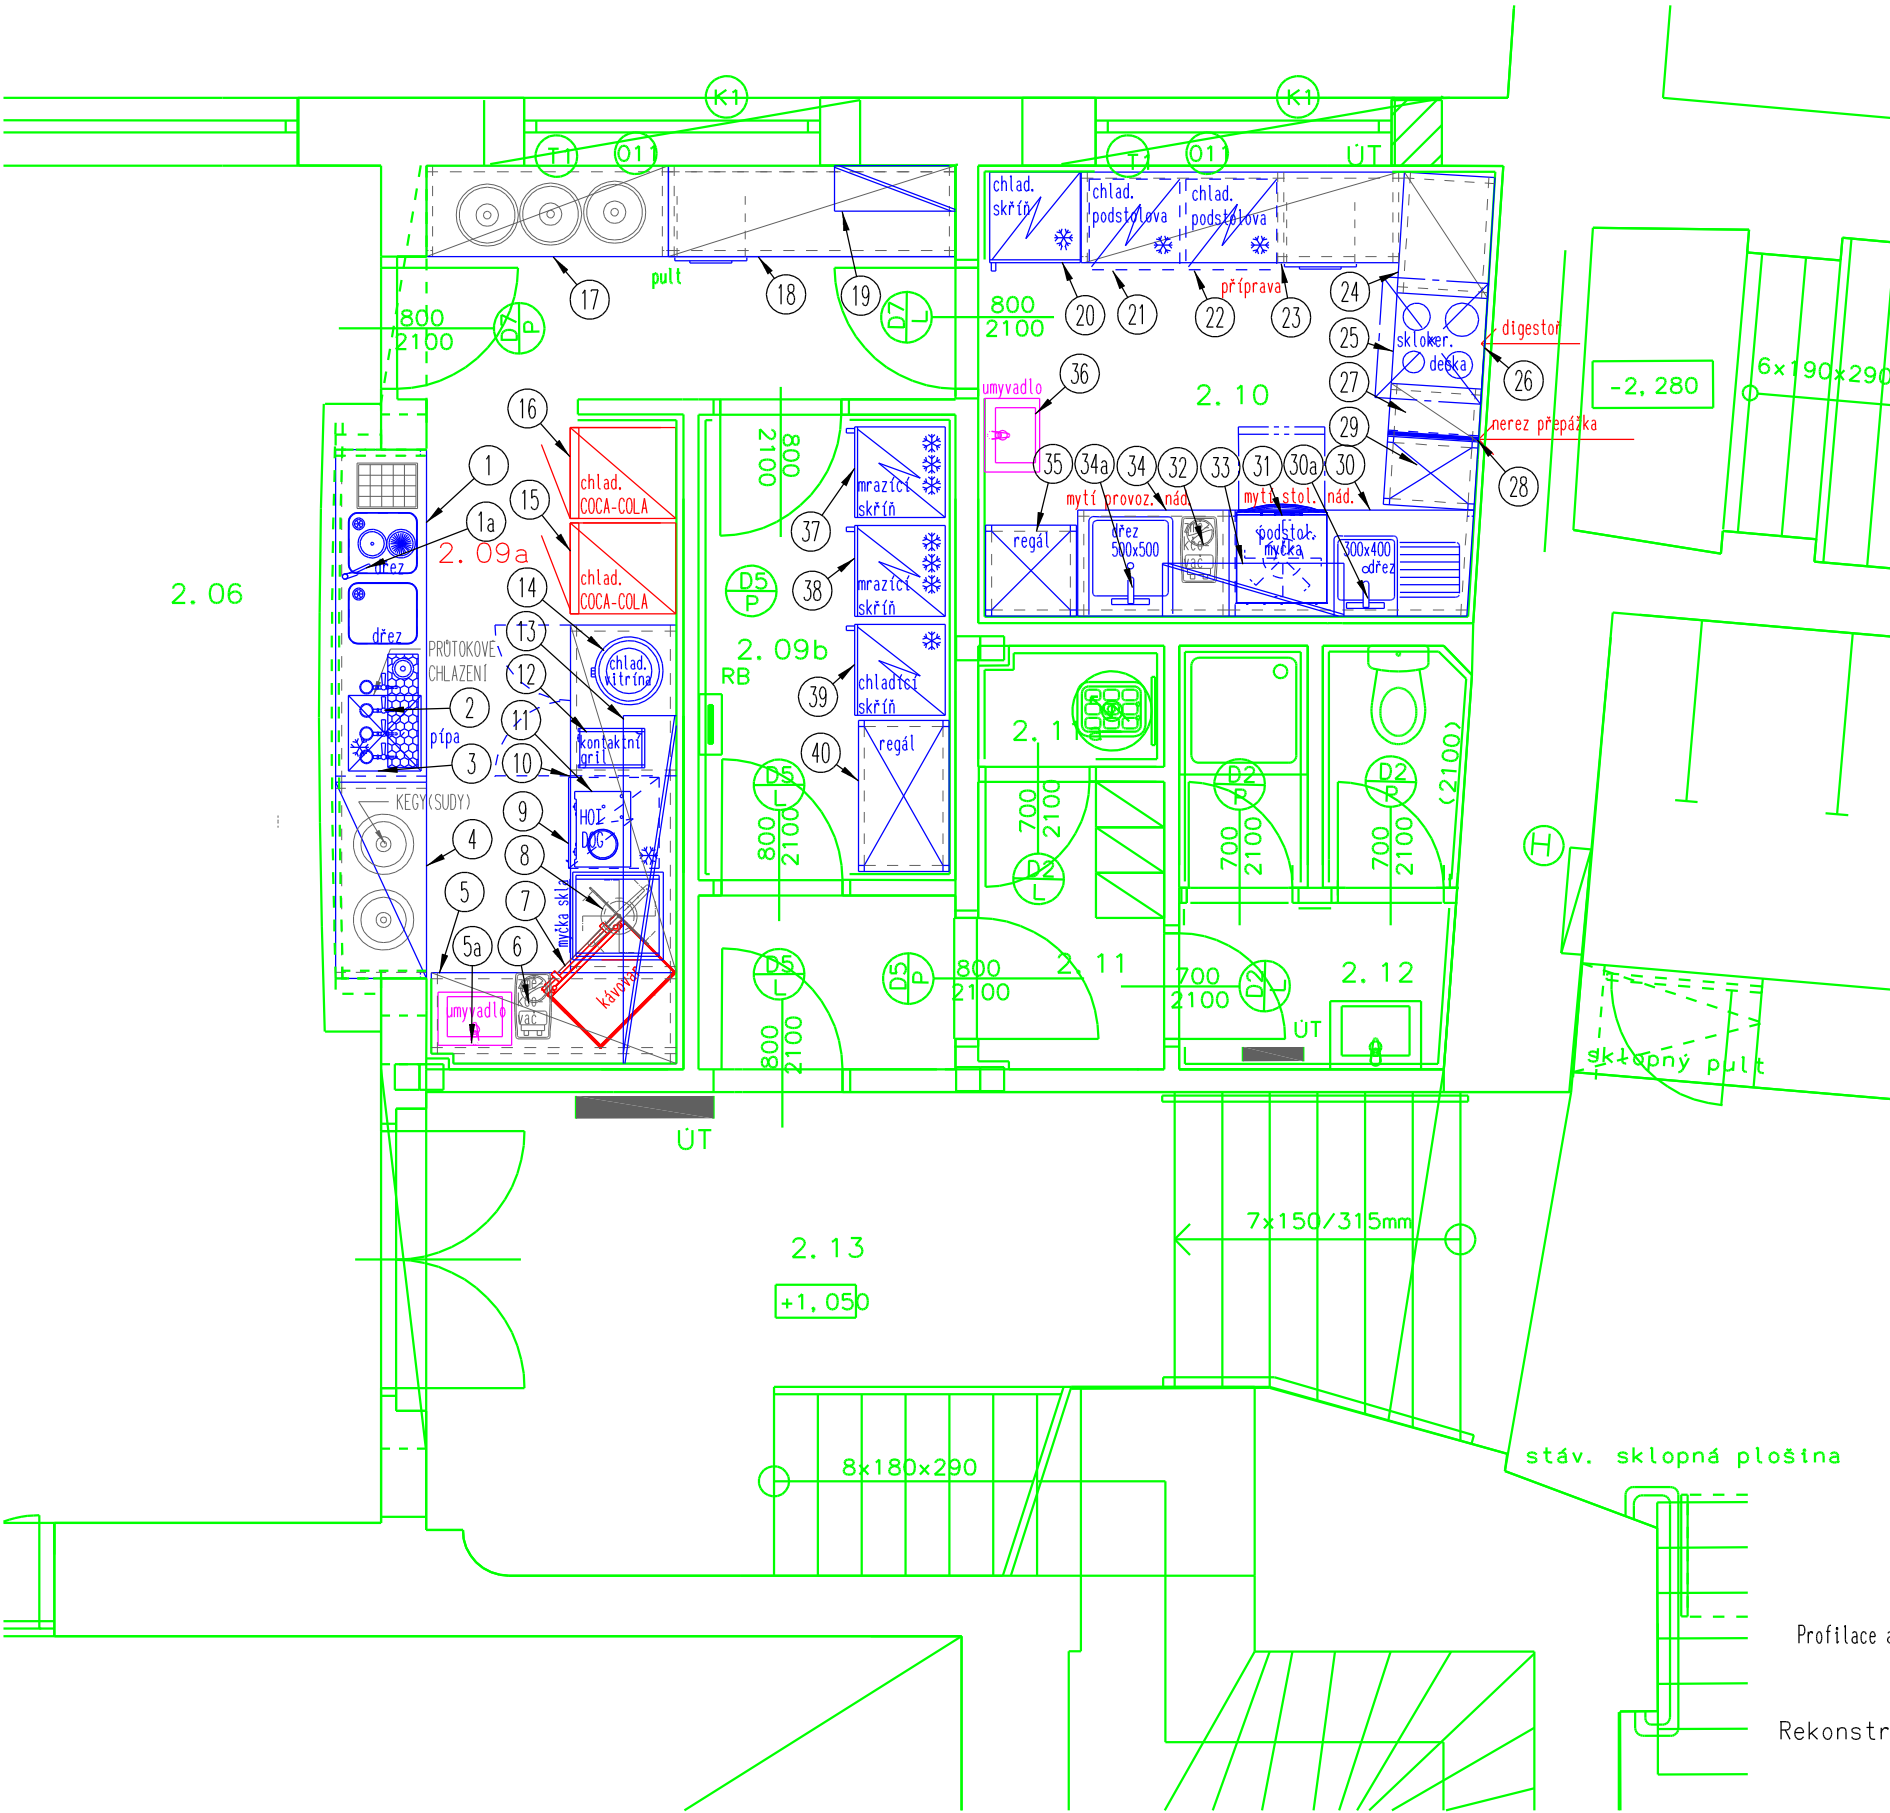 K1
K1
T1
011
T1
011
ÚT
chlad.
skříň
chlad.
podstolova
chlad.
podstolova
17
pult
18
19
20
21
22
příprava
23
24
800
2100
D7
P
D7
L
800
2100
25
skloker.
deska
digestoř
26
-2,280
6x190x290
27
29
nerez přepážka
28
umyvadlo
36
2.10
16
chlad.
COCA-COLA
15
chlad.
COCA-COLA
800
2100
37
mrazící
skříň
38
mrazící
skříň
39
chladící
skříň
40
regál
35
34a
34
32
33
31
30a
30
mytí provoz. nád.
mytí stol. nád.
regál
dřez
500x500
koš
podstol.
myčka
300x400
dřez
1
1a
2.09a
dřez
dřez
2.06
14
13
12
11
10
9
8
7
chlad.
vitrína
kontaktní
gril
HOT
DOG
myčka skla
kávovar
PRŮTOKOVÉ
CHLAZENÍ
2
pípa
3
KEGY(SUDY)
4
5
5a
6
umyvadlo
D5
P
2.09b
RB
D5
L
800
2100
D5
L
800
2100
D5
P
800
2100
2.11a
700
2100
D2
L
2.11
D2
P
700
2100
D2
P
700
2100
(2100)
700
2100
D2
L
2.12
ÚT
H
sklopný pult
ÚT
2.13
+1,050
7x150/315mm
8x180x290
stáv. sklopná plošina
Profilace a
Rekonstr